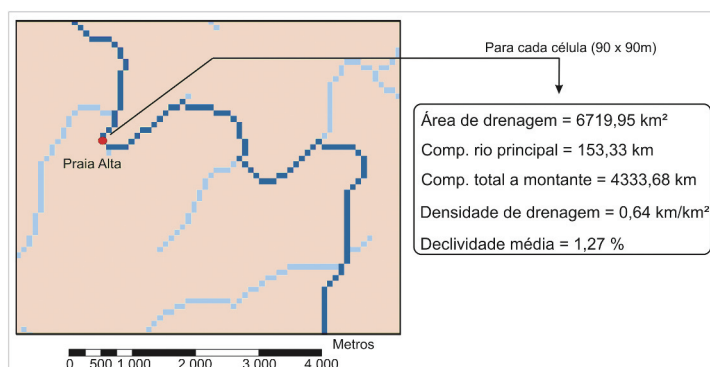 Para cada célula (90 x 90m)
Área de drenagem = 6719,95 km²
Comp. rio principal = 153,33 km
Comp. total a montante = 4333,68 km
Densidade de drenagem = 0,64 km/km²
Declividade média = 1,27 %
Praia Alta
Metros
0 500 1.000 2.000 3.000 4.000